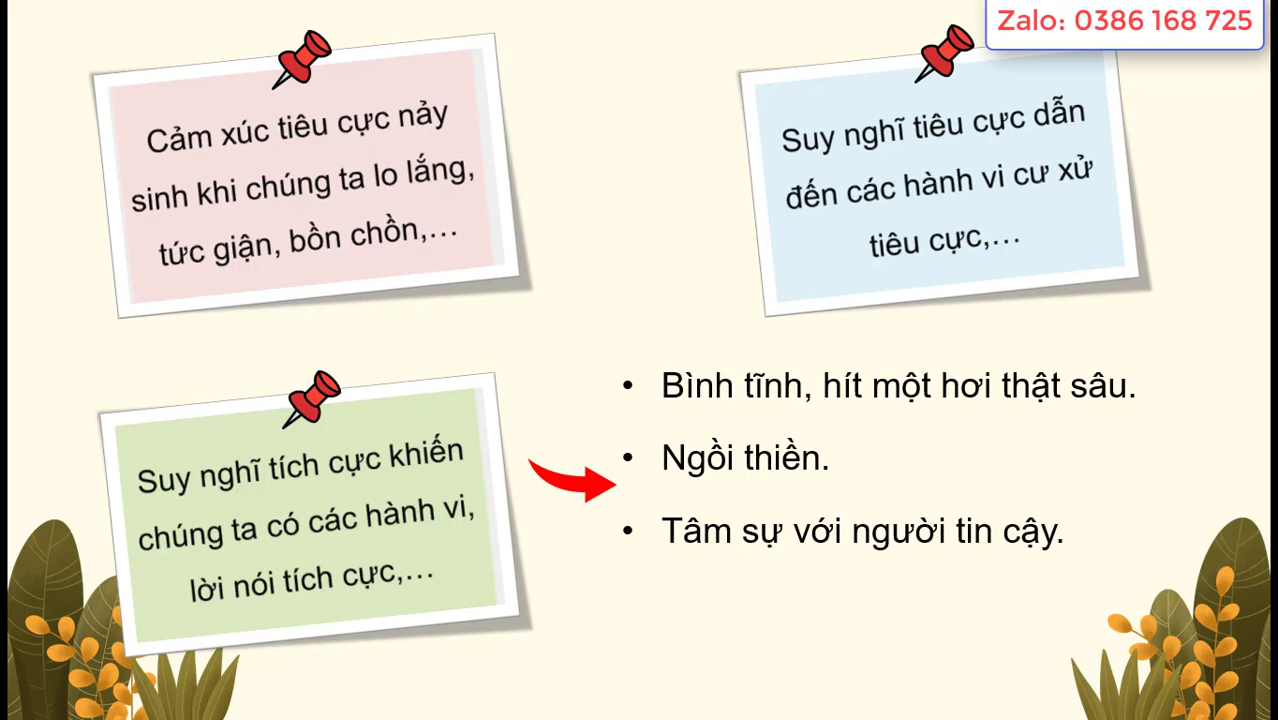 Zalo: 0386 168 725
Cảm xúc tiêu cực nảy
sinh khi chúng ta lo lắng,
tức giận, bồn chồn,…
Suy nghĩ tiêu cực dẫn
đến các hành vi cư xử
tiêu cực,…
Suy nghĩ tích cực khiến
chúng ta có các hành vi,
lời nói tích cực,…
• Bình tĩnh, hít một hơi thật sâu.
• Ngồi thiền.
• Tâm sự với người tin cậy.